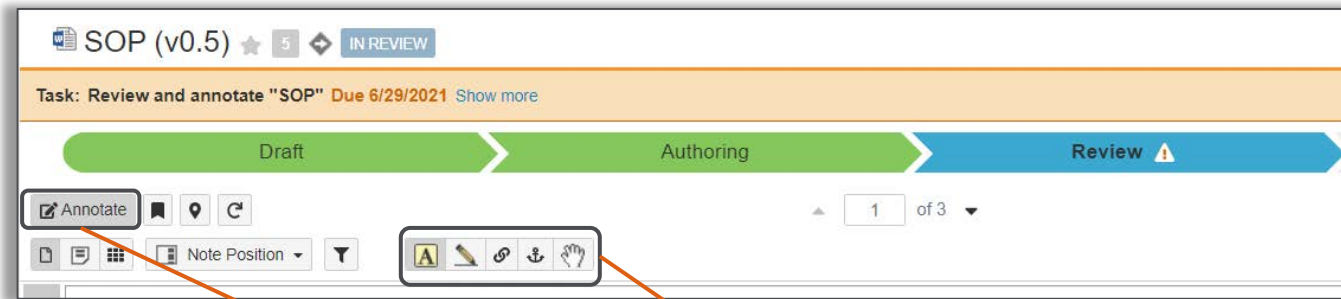 SOP (v0.5) 5 IN REVIEW
Task: Review and annotate "SOP" Due 6/29/2021 Show more
Draft Authoring Review
Annotate 1 of 3
Note Position A